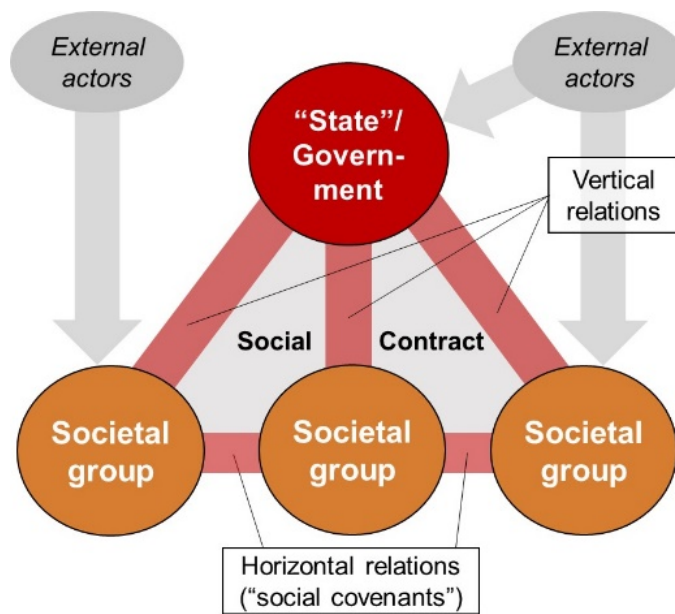 External
actors
External
actors
“State”/
Govern-
ment
Vertical
relations
Social
Contract
Societal
group
Societal
group
Societal
group
Horizontal relations
(“social covenants”)